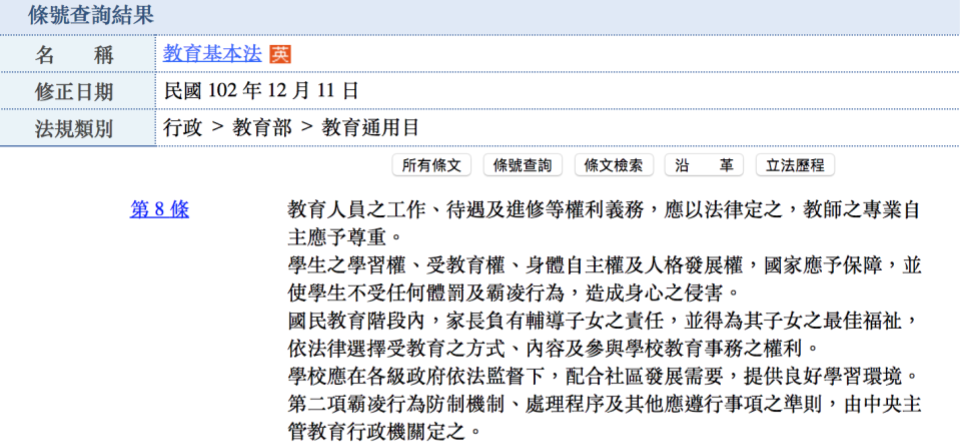 條號查詢結果
名　　稱 教育基本法 英
修正日期 民國 102 年 12 月 11 日
法規類別 行政 > 教育部 > 教育通用目
所有條文 條號查詢 條文檢索 沿　　革 立法歷程
第 8 條 教育人員之工作、待遇及進修等權利義務，應以法律定之，教師之專業自
主應予尊重。
學生之學習權、受教育權、身體自主權及人格發展權，國家應予保障，並
使學生不受任何體罰及霸凌行為，造成身心之侵害。
國民教育階段內，家長負有輔導子女之責任，並得為其子女之最佳福祉，
依法律選擇受教育之方式、內容及參與學校教育事務之權利。
學校應在各級政府依法監督下，配合社區發展需要，提供良好學習環境。
第二項霸凌行為防制機制、處理程序及其他應遵行事項之準則，由中央主
管教育行政機關定之。